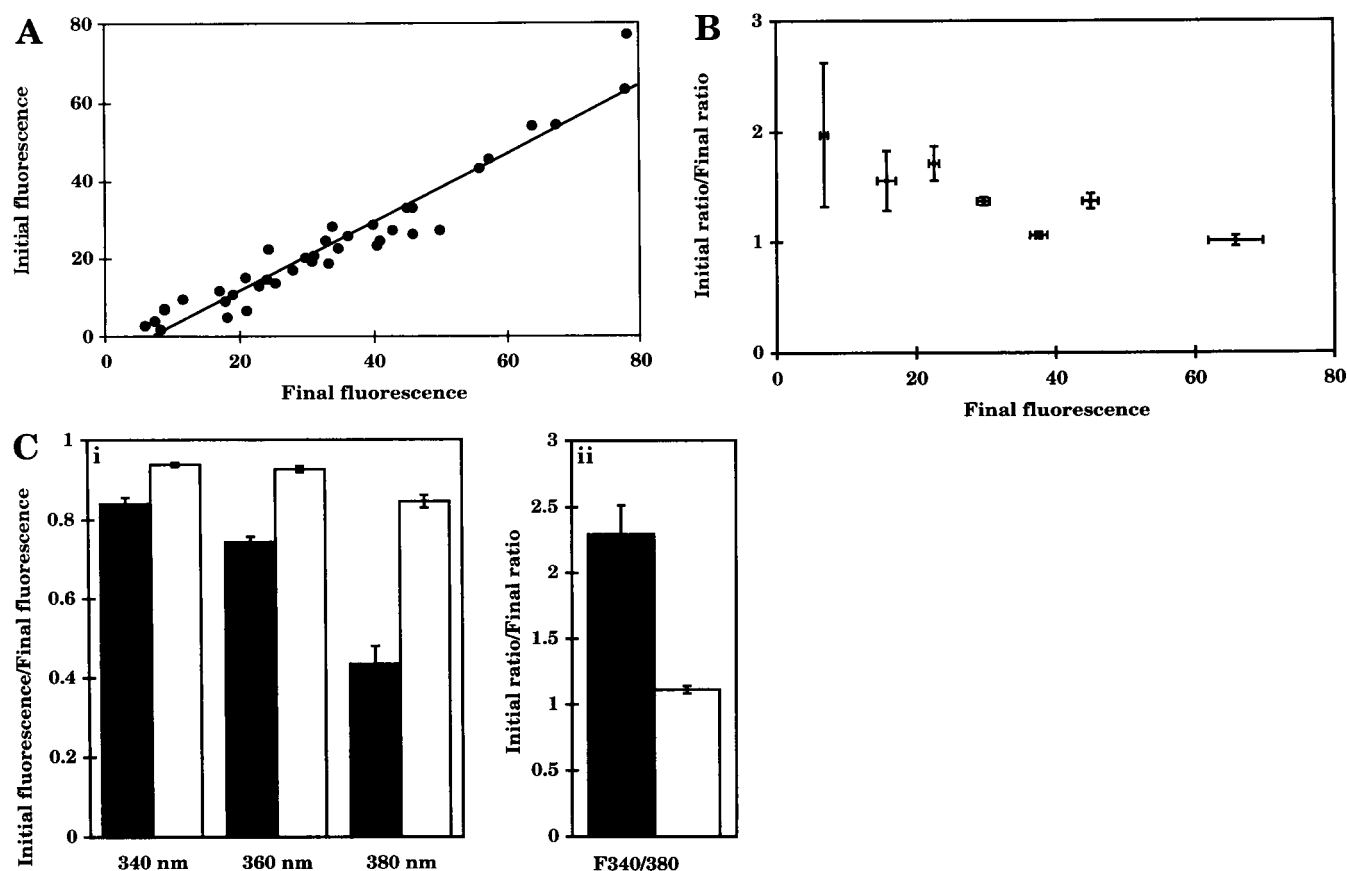 A
Initial fluorescence
80
60
40
20
0
0 20 40 60 80
Final fluorescence
B
Initial ratio/Final ratio
3
2
1
0
0 20 40 60 80
Final fluorescence
C
i
Initial fluorescence/Final fluorescence
1
0.8
0.6
0.4
0.2
0
340 nm 360 nm 380 nm
ii
Initial ratio/Final ratio
3
2.5
2
1.5
1
0.5
0
F340/380